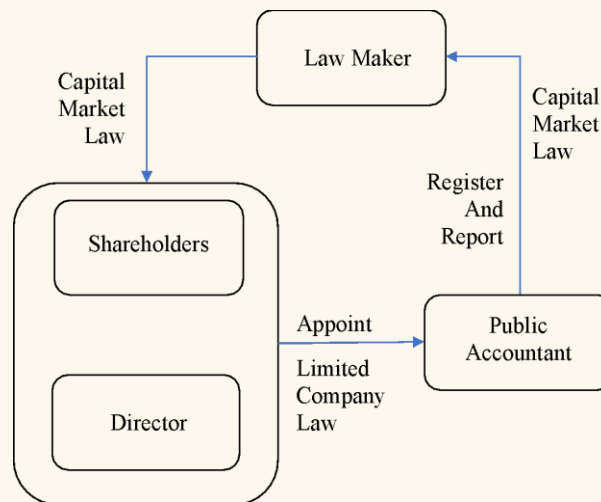 Law Maker
Capital
Market
Law
Capital
Market
Law
Register
And
Report
Shareholders
Appoint
Limited
Company
Law
Public
Accountant
Director